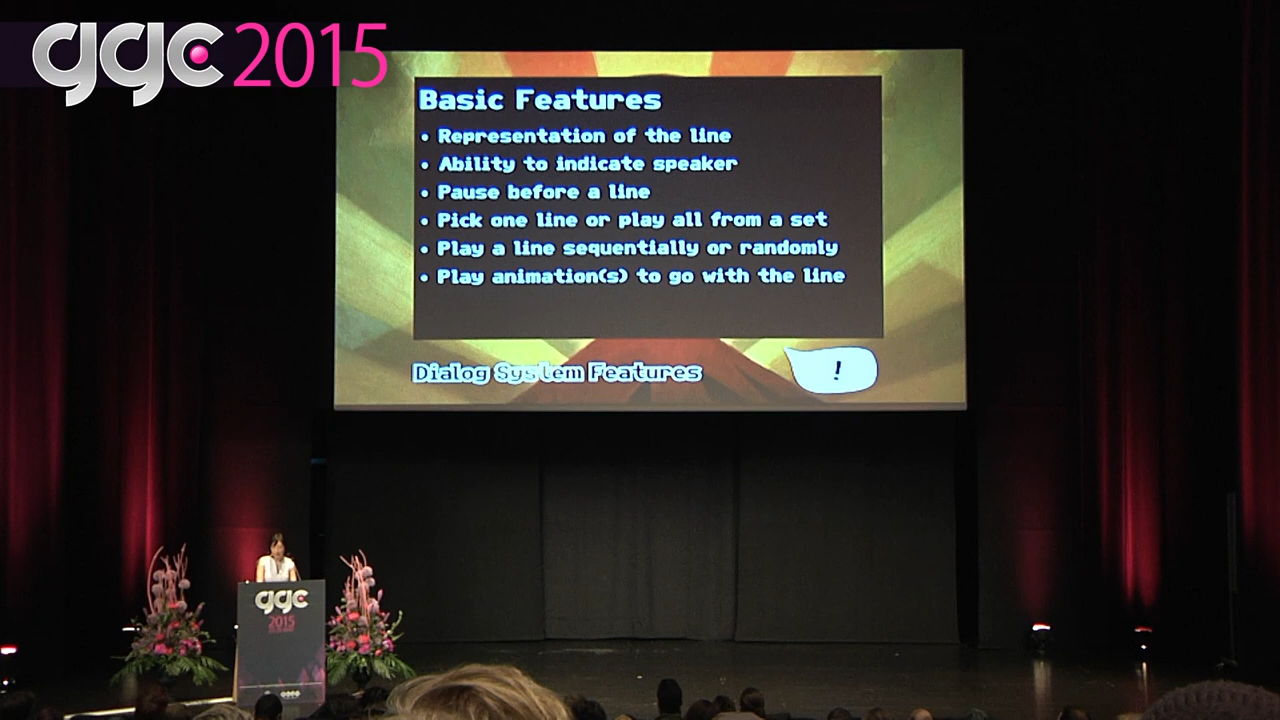 ggc 2015
Basic Features
• Representation of the line
• Ability to indicate speaker
• Pause before a line
• Pick one line or play all from a set
• Play a line sequentially or randomly
• Play animation(s) to go with the line
Dialog System Features
!
ggc
2015